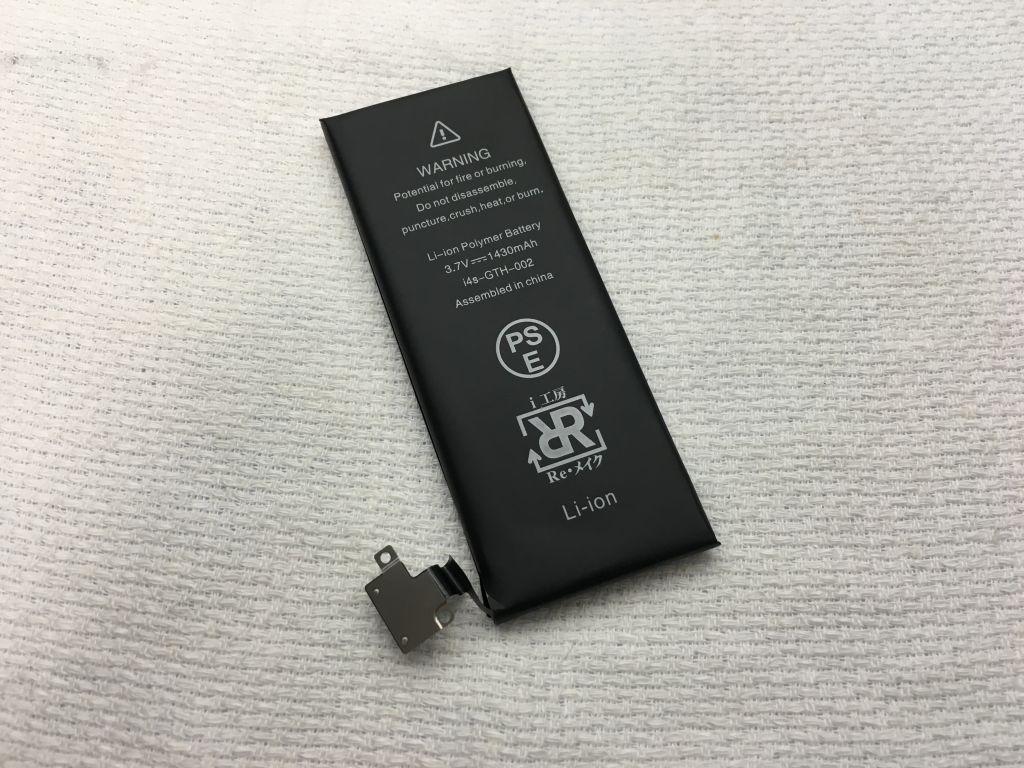 WARNING
Potential for fire or burning.
Do not disassemble,
puncture,crush,heat,or burn.
Li-ion Polymer Battery
3.7V⎓1430mAh
i4s-GTH-002
Assembled in china
PS
E
i 工房
RR
Re・メイク
Li-ion